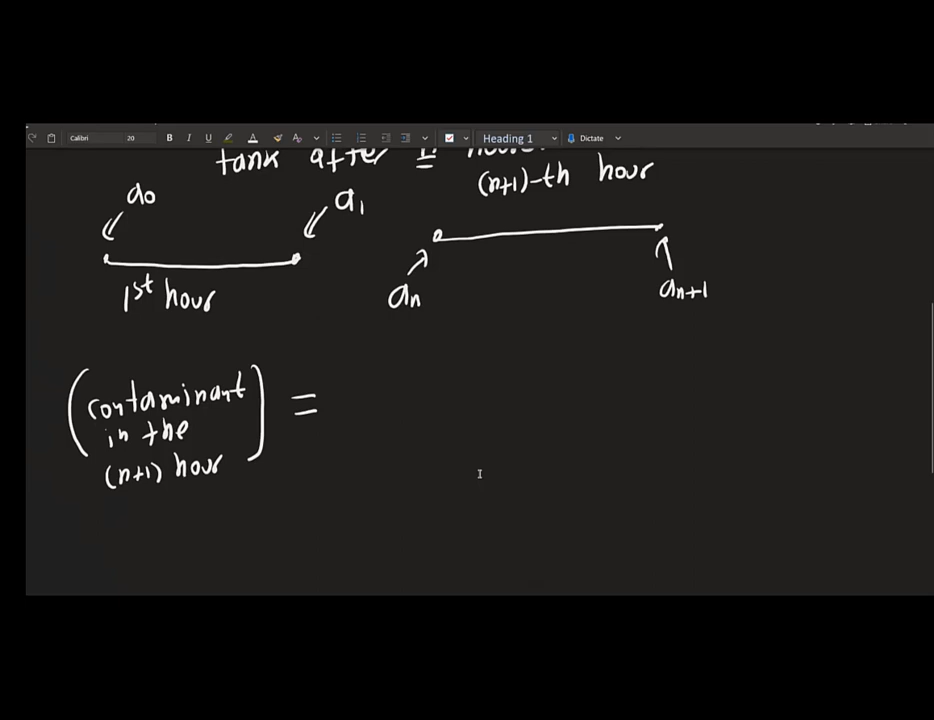 Calibri 20 B I U A Heading 1 Dictate
tank after n
(n+1)-th hour
a0 a1
1st hour
an an+1
(contaminant
in the
(n+1) hour) =